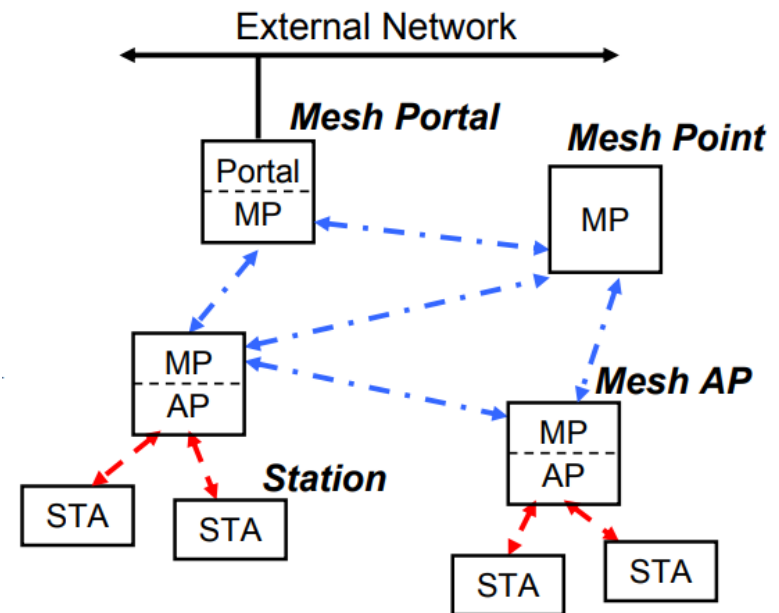 External Network
Mesh Portal
Mesh Point
Portal
MP
MP
MP
AP
Mesh AP
MP
AP
Station
STA
STA
STA
STA